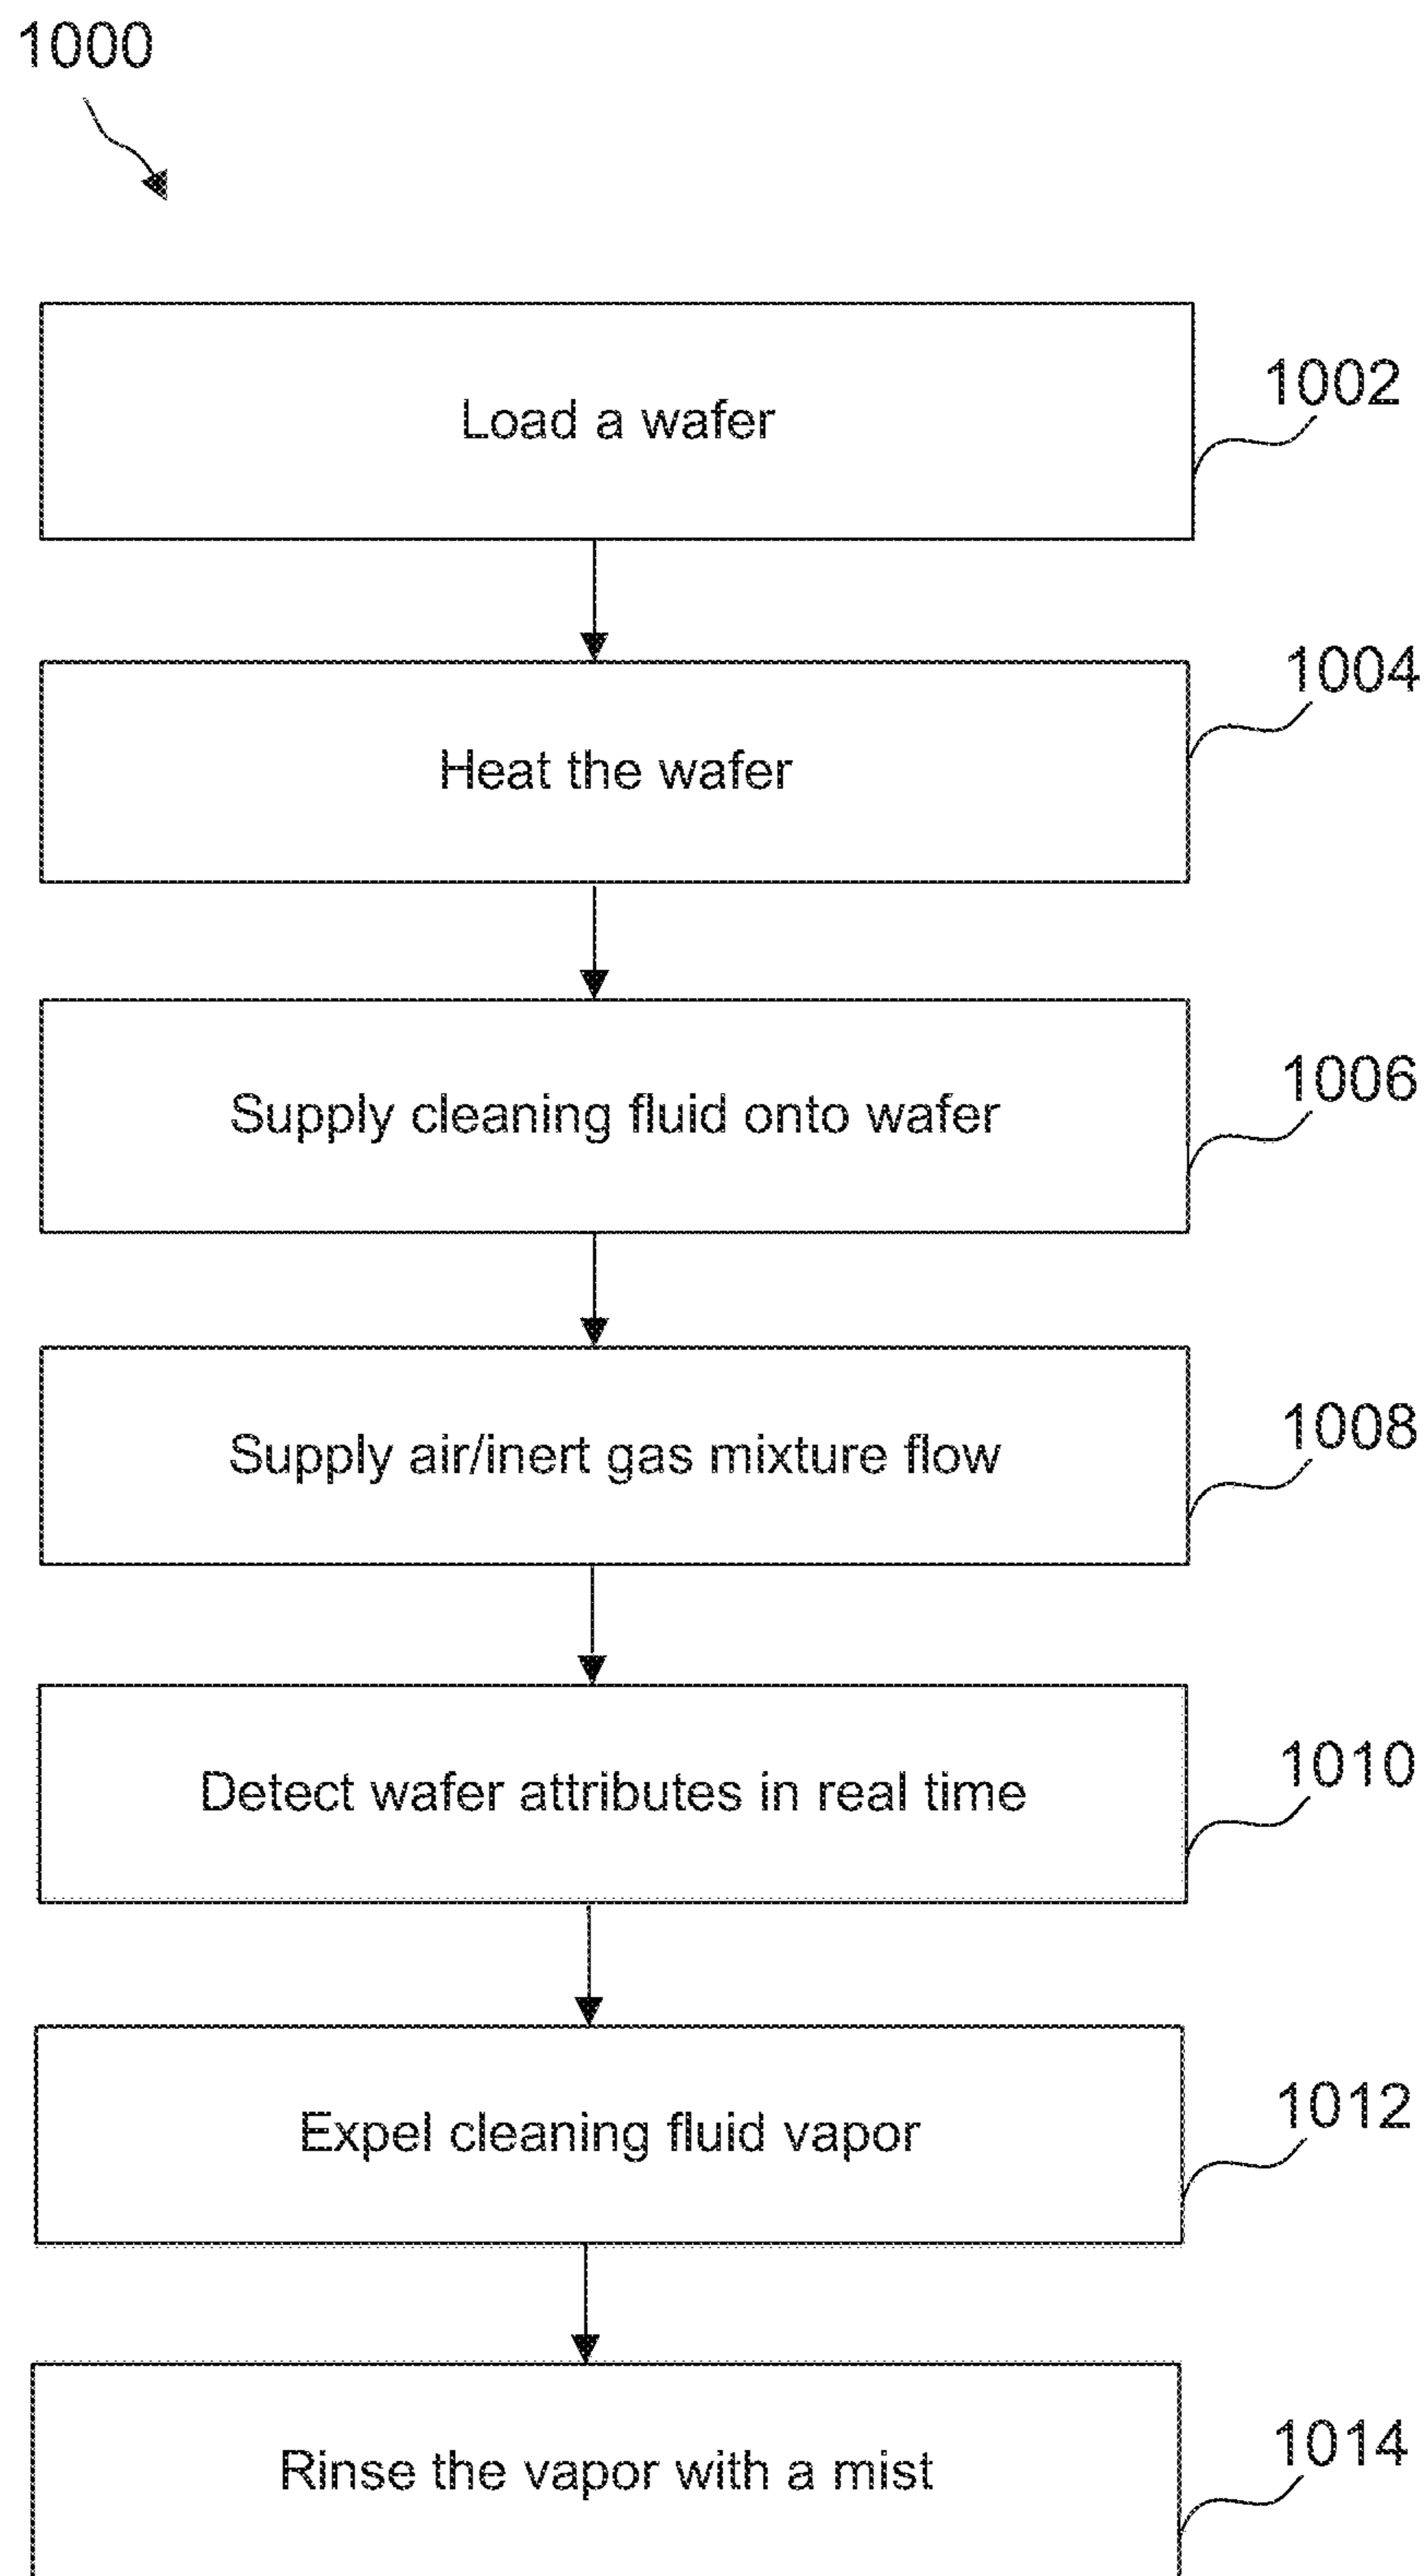 1000
Load a wafer
1002
Heat the wafer
1004
Supply cleaning fluid onto wafer
1006
Supply air/inert gas mixture flow
1008
Detect wafer attributes in real time
1010
Expel cleaning fluid vapor
1012
Rinse the vapor with a mist
1014